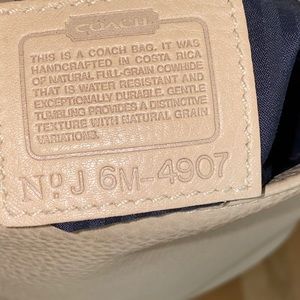 COACH
THIS IS A COACH BAG. IT WAS
HANDCRAFTED IN COSTA RICA
OF NATURAL FULL-GRAIN COWHIDE
THAT IS WATER RESISTANT AND
EXCEPTIONALLY DURABLE. GENTLE
TUMBLING PROVIDES A DISTINCTIVE
TEXTURE WITH NATURAL GRAIN
VARIATIONS.
No J6M-4907